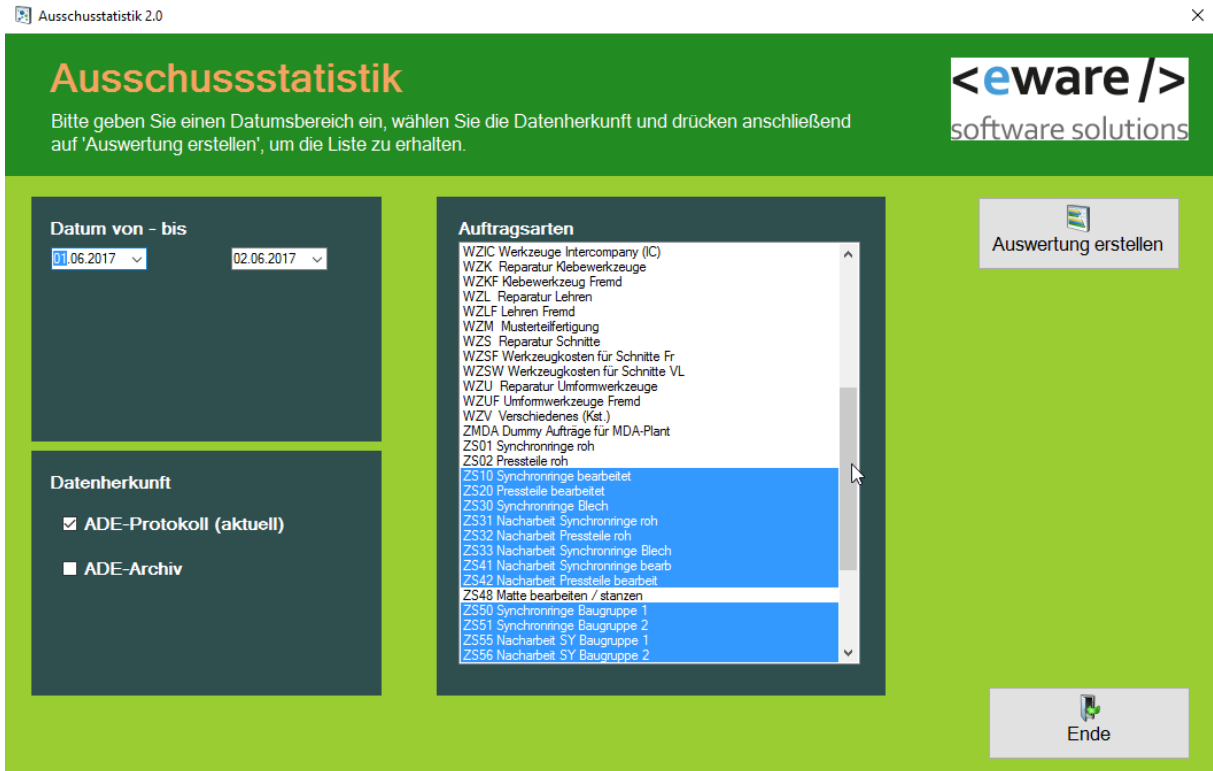 Ausschusstatistik 2.0
Ausschussstatistik
Bitte geben Sie einen Datumsbereich ein, wählen Sie die Datenherkunft und drücken anschließend
auf 'Auswertung erstellen', um die Liste zu erhalten.
<eware/>
software solutions
Datum von - bis
01.06.2017
02.06.2017
Datenherkunft
ADE-Protokoll (aktuell)
ADE-Archiv
Auftragsarten
WZIC Werkzeuge Intercompany (IC)
WZK Reparatur Klebewerkzeuge
WZKF Klebewerkzeug Fremd
WZL Reparatur Lehren
WZLF Lehren Fremd
WZM Musterteilfertigung
WZS Reparatur Schnitte
WZSF Werkzeugkosten für Schnitte Fr
WZSW Werkzeugkosten für Schnitte VL
WZU Reparatur Umformwerkzeuge
WZUF Umformwerkzeuge Fremd
WZV Verschiedenes (Kst.)
ZMDA Dummy Aufträge für MDA-Plant
ZS01 Synchronringe roh
ZS02 Pressteile roh
ZS10 Synchronringe bearbeitet
ZS20 Pressteile bearbeitet
ZS30 Synchronringe Blech
ZS31 Nacharbeit Synchronringe roh
ZS32 Nacharbeit Pressteile roh
ZS33 Nacharbeit Synchronringe Blech
ZS41 Nacharbeit Synchronringe bearb
ZS42 Nacharbeit Pressteile bearbeit
ZS48 Matte bearbeiten / stanzen
ZS50 Synchronringe Baugruppe 1
ZS51 Synchronringe Baugruppe 2
ZS55 Nacharbeit SY Baugruppe 1
ZS56 Nacharbeit SY Baugruppe 2
Auswertung erstellen
Ende